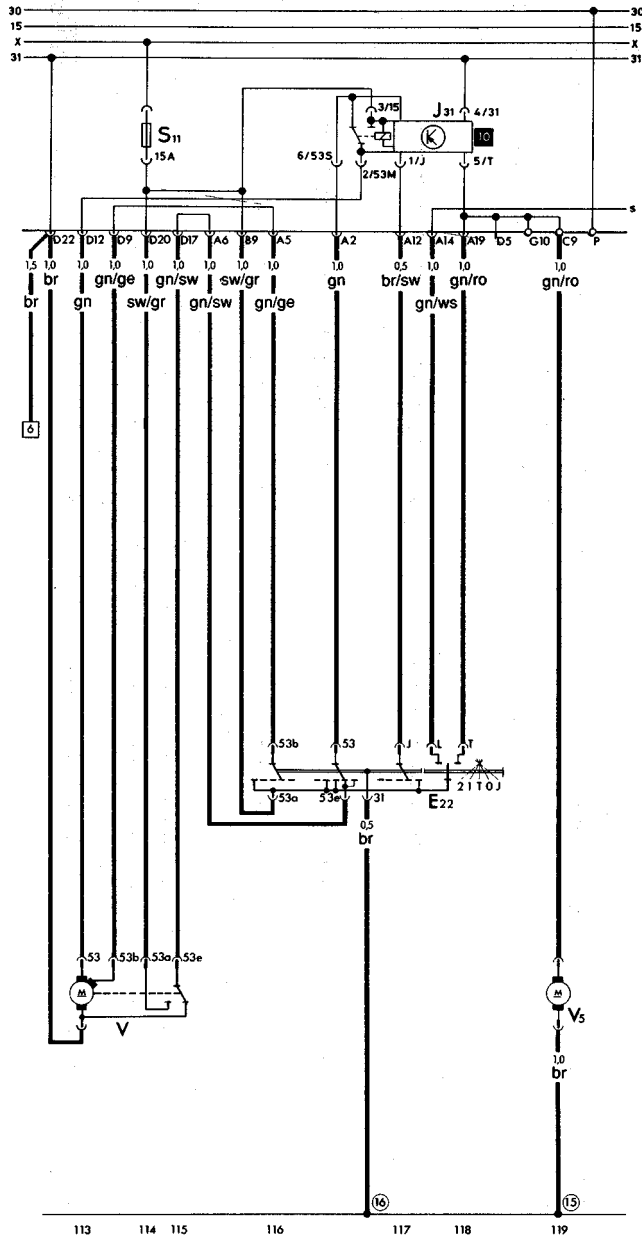 30 30
15 15
X X
31 31
3/15 J31 4/31
S11
15A
10
6/53S 2/53M 1/J 5/T
s
D22 D12 D9 D20 D17 A6 B9 A5 A2 A12 A14 A19 D5 G10 C9 P
1,5 1,0 1,0 1,0 1,0 1,0 1,0 1,0 1,0 1,0 0,5 1,0 1,0 1,0
br br gn gn/ge sw/gr gn/sw gn/sw sw/gr gn/ge gn br/sw gn/ws gn/ro gn/ro
6
53b 53 J L T
53a 53e 31 E22 2 1 T 0 J
0,5
br
53 53b 53a 53e
M M
V V5
1,0
br
16 15
113 114 115 116 117 118 119